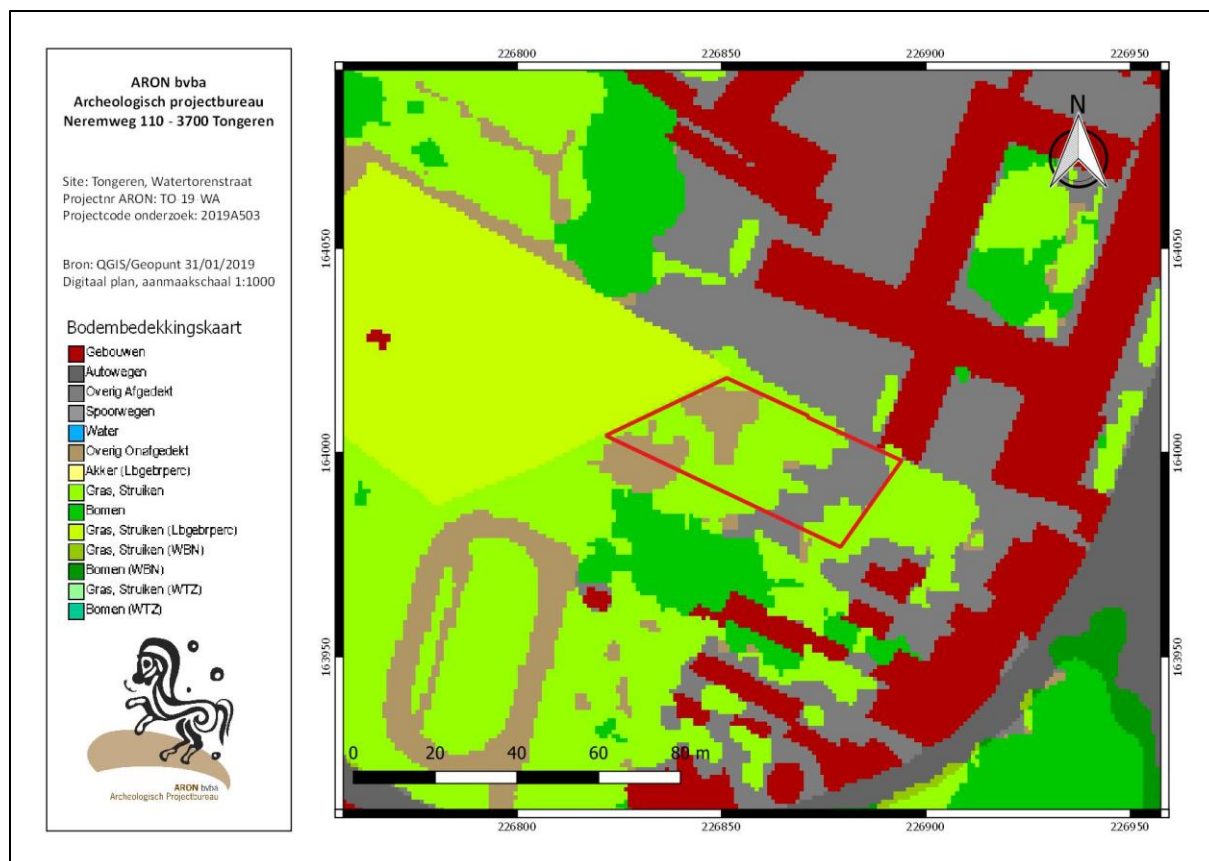 ARON bvba
Archeologisch projectbureau
Neremweg 110 - 3700 Tongeren
Site: Tongeren, Watertorenstraat
Projectnr ARON: TO-19-WA
Projectcode onderzoek: 2019A503
Bron: QGIS/Geopunt 31/01/2019
Digitaal plan, aanmaakschaal 1:1000
Bodembedekkingskaart
Gebouwen
Autowegen
Overig Afgedekt
Spoorwegen
Water
Overig Onafgedekt
Akker (Lbgebrperc)
Gras, Struiken
Bomen
Gras, Struiken (Lbgebrperc)
Gras, Struiken (WBN)
Bomen (WBN)
Gras, Struiken (WTZ)
Bomen (WTZ)
ARON bvba
Archeologisch Projectbureau
226800 226850 226900 226950
164050 164050
164000 164000
163950 163950
N
0 20 40 60 80 m
226800 226850 226900 226950